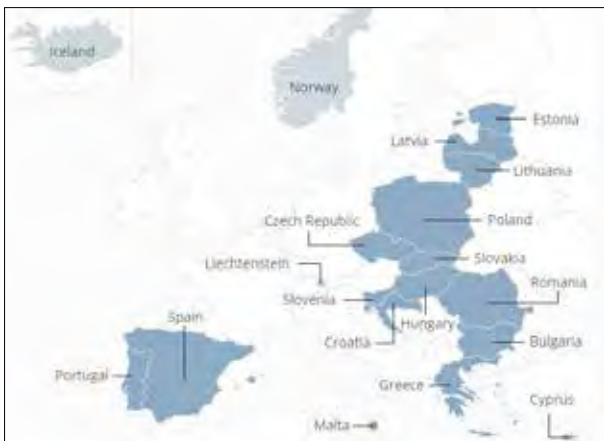 Iceland
Norway
Estonia
Latvia
Lithuania
Czech Republic
Poland
Slovakia
Liechtenstein
Romania
Slovenia
Spain
Hungary
Croatia
Bulgaria
Portugal
Greece
Cyprus
Malta